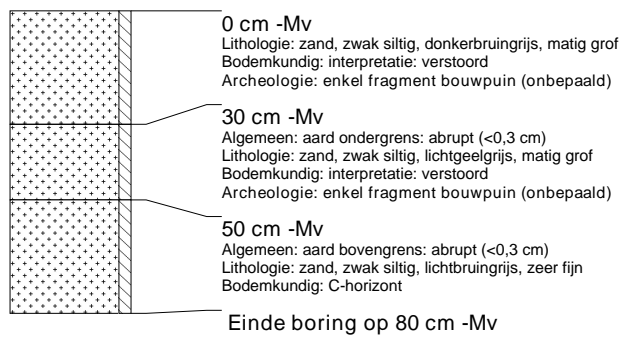 0 cm -Mv
Lithologie: zand, zwak siltig, donkerbruingrijs, matig grof
Bodemkundig: interpretatie: verstoord
Archeologie: enkel fragment bouwpuin (onbepaald)
30 cm -Mv
Algemeen: aard ondergrens: abrupt (<0,3 cm)
Lithologie: zand, zwak siltig, lichtgeelgrijs, matig grof
Bodemkundig: interpretatie: verstoord
Archeologie: enkel fragment bouwpuin (onbepaald)
50 cm -Mv
Algemeen: aard bovengrens: abrupt (<0,3 cm)
Lithologie: zand, zwak siltig, lichtbruingrijs, zeer fijn
Bodemkundig: C-horizont
Einde boring op 80 cm -Mv